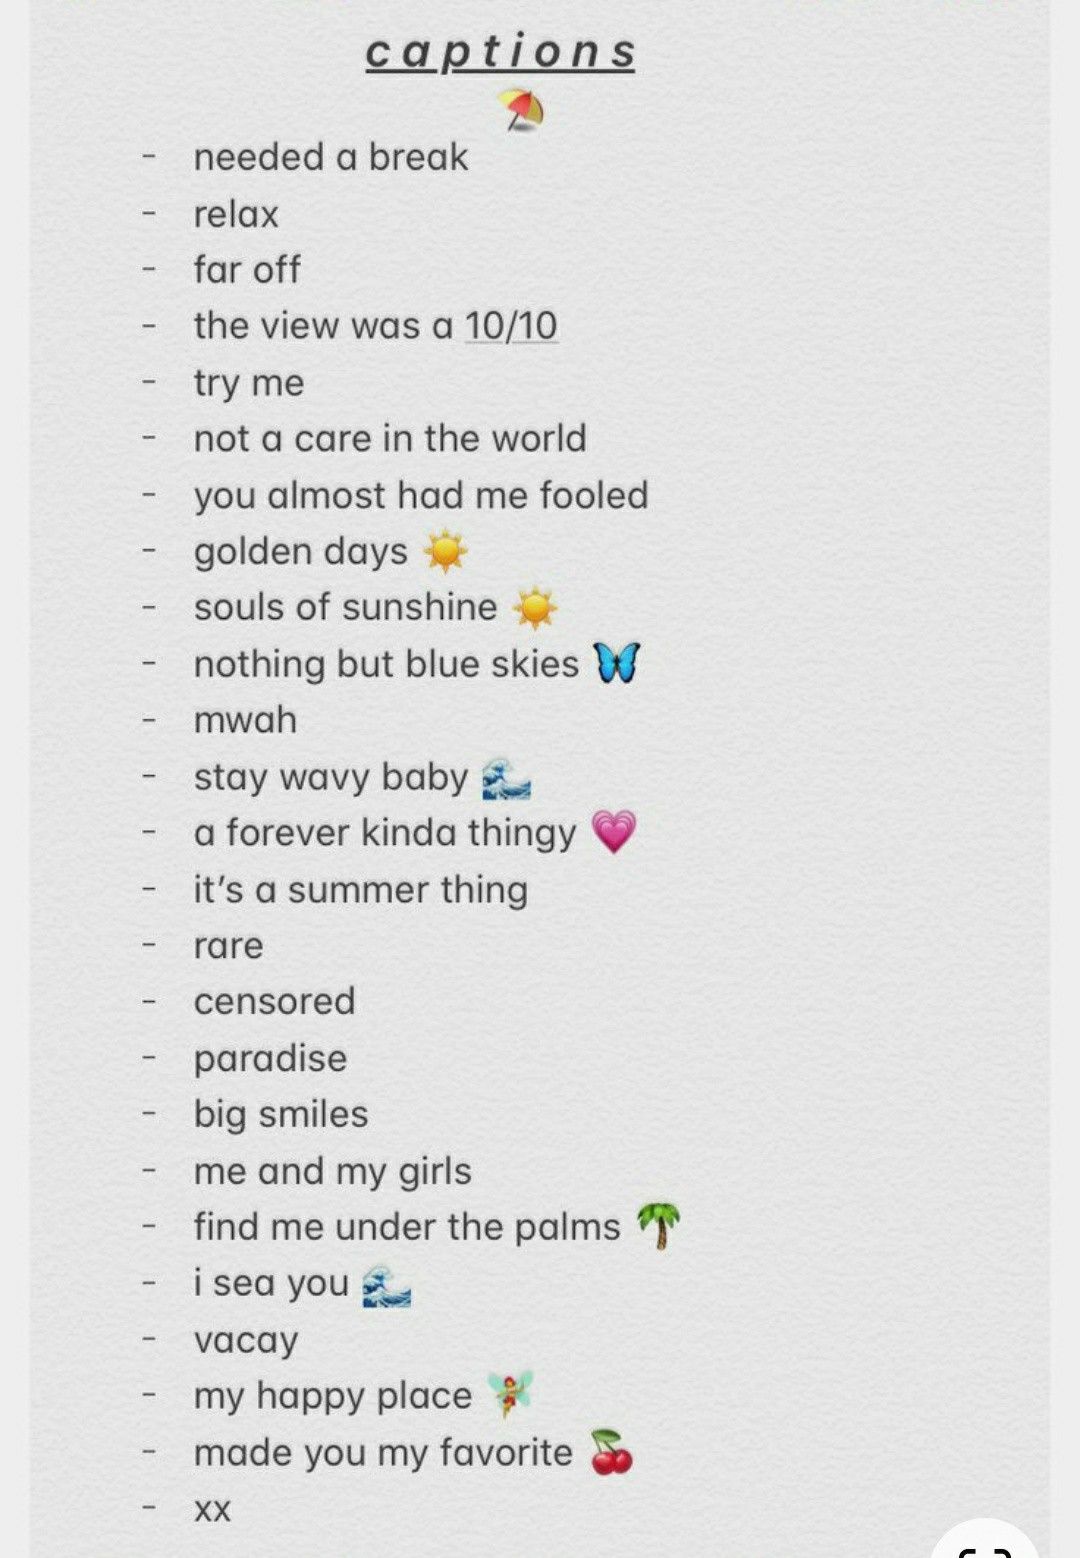 captions
⛱️
- needed a break
- relax
- far off
- the view was a 10/10
- try me
- not a care in the world
- you almost had me fooled
- golden days ☀️
- souls of sunshine ☀️
- nothing but blue skies 🦋
- mwah
- stay wavy baby 🌊
- a forever kinda thingy 💗
- it’s a summer thing
- rare
- censored
- paradise
- big smiles
- me and my girls
- find me under the palms 🌴
- i sea you 🌊
- vacay
- my happy place 🧚
- made you my favorite 🍒
- xx